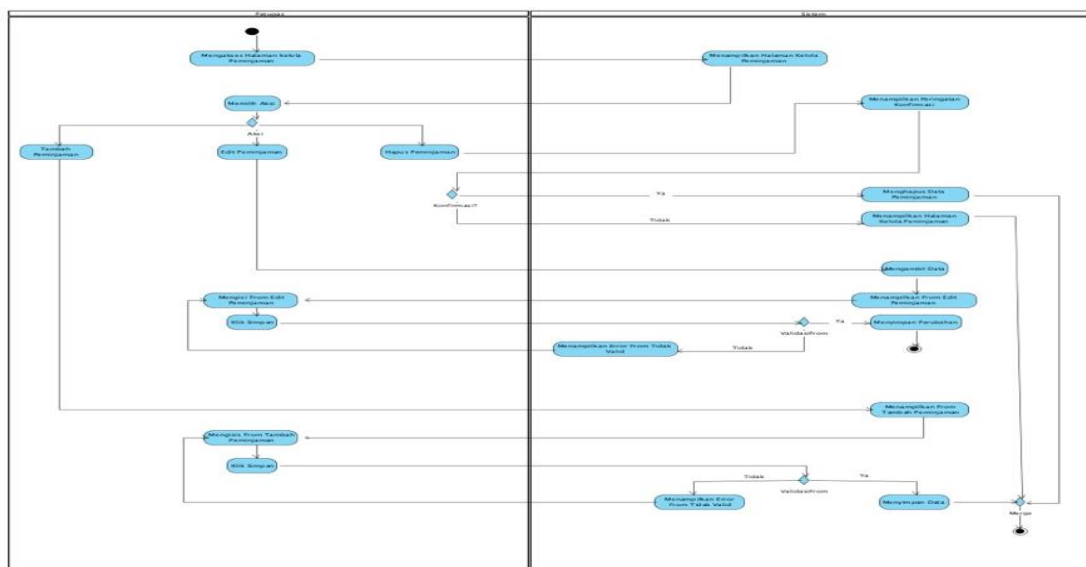 Petugas
Sistem
Mengakses Halaman Kelola
Peminjaman
Menampilkan Halaman Kelola
Peminjaman
Memilih Aksi
Menampilkan Peringatan
Konfirmasi
Aksi
Tambah
Peminjaman
Edit Peminjaman
Hapus Peminjaman
Konfirmasi?
Ya
Menghapus Data
Peminjaman
Tidak
Menampilkan Halaman
Kelola Peminjaman
Mengambil Data
Mengisi From Edit
Peminjaman
Menampilkan From Edit
Peminjaman
Klik Simpan
ValidasiFrom
Ya
Menyimpan Perubahan
Menampilkan Error From Tidak
Valid
Tidak
Menampilkan From
Tambah Peminjaman
Mengisis From Tambah
Peminjaman
Klik Simpan
Tidak
Ya
ValidasiFrom
Menampilkan Error
From Tidak Valid
Menyimpan Data
Merge